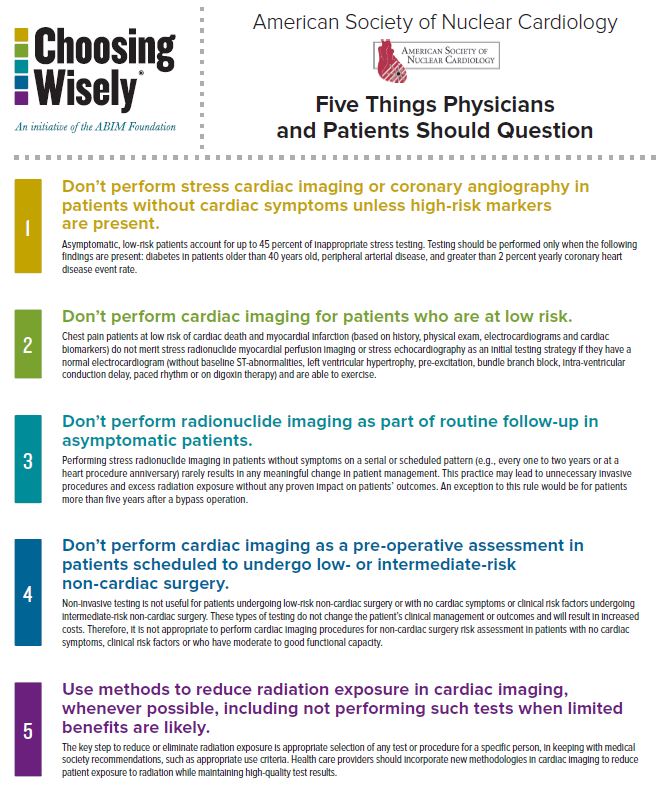 Choosing
Wisely®
An initiative of the ABIM Foundation
American Society of Nuclear Cardiology
AMERICAN SOCIETY OF
NUCLEAR CARDIOLOGY
Five Things Physicians
and Patients Should Question
1
Don't perform stress cardiac imaging or coronary angiography in
patients without cardiac symptoms unless high-risk markers
are present.
Asymptomatic, low-risk patients account for up to 45 percent of inappropriate stress testing. Testing should be performed only when the following
findings are present: diabetes in patients older than 40 years old, peripheral arterial disease, and greater than 2 percent yearly coronary heart
disease event rate.
2
Don't perform cardiac imaging for patients who are at low risk.
Chest pain patients at low risk of cardiac death and myocardial infarction (based on history, physical exam, electrocardiograms and cardiac
biomarkers) do not merit stress radionuclide myocardial perfusion imaging or stress echocardiography as an initial testing strategy if they have a
normal electrocardiogram (without baseline ST-abnormalities, left ventricular hypertrophy, pre-excitation, bundle branch block, intra-ventricular
conduction delay, paced rhythm or on digoxin therapy) and are able to exercise.
3
Don't perform radionuclide imaging as part of routine follow-up in
asymptomatic patients.
Performing stress radionuclide imaging in patients without symptoms on a serial or scheduled pattern (e.g., every one to two years or at a
heart procedure anniversary) rarely results in any meaningful change in patient management. This practice may lead to unnecessary invasive
procedures and excess radiation exposure without any proven impact on patients' outcomes. An exception to this rule would be for patients
more than five years after a bypass operation.
4
Don't perform cardiac imaging as a pre-operative assessment in
patients scheduled to undergo low- or intermediate-risk
non-cardiac surgery.
Non-invasive testing is not useful for patients undergoing low-risk non-cardiac surgery or with no cardiac symptoms or clinical risk factors undergoing
intermediate-risk non-cardiac surgery. These types of testing do not change the patient's clinical management or outcomes and will result in increased
costs. Therefore, it is not appropriate to perform cardiac imaging procedures for non-cardiac surgery risk assessment in patients with no cardiac
symptoms, clinical risk factors or who have moderate to good functional capacity.
5
Use methods to reduce radiation exposure in cardiac imaging,
whenever possible, including not performing such tests when limited
benefits are likely.
The key step to reduce or eliminate radiation exposure is appropriate selection of any test or procedure for a specific person, in keeping with medical
society recommendations, such as appropriate use criteria. Health care providers should incorporate new methodologies in cardiac imaging to reduce
patient exposure to radiation while maintaining high-quality test results.